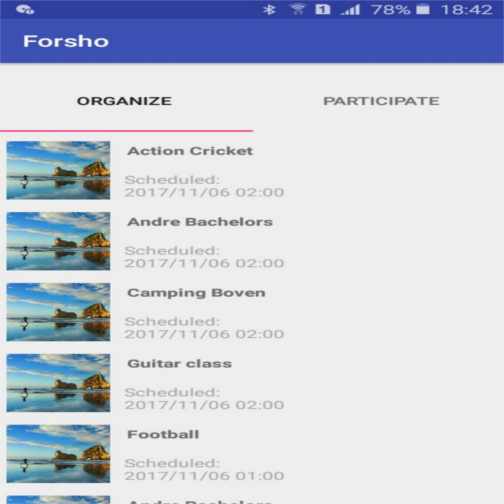 1 78% 18:42
Forsho
ORGANIZE PARTICIPATE
Action Cricket
Scheduled:
2017/11/06 02:00
Andre Bachelors
Scheduled:
2017/11/06 02:00
Camping Boven
Scheduled:
2017/11/06 02:00
Guitar class
Scheduled:
2017/11/06 02:00
Football
Scheduled:
2017/11/06 01:00